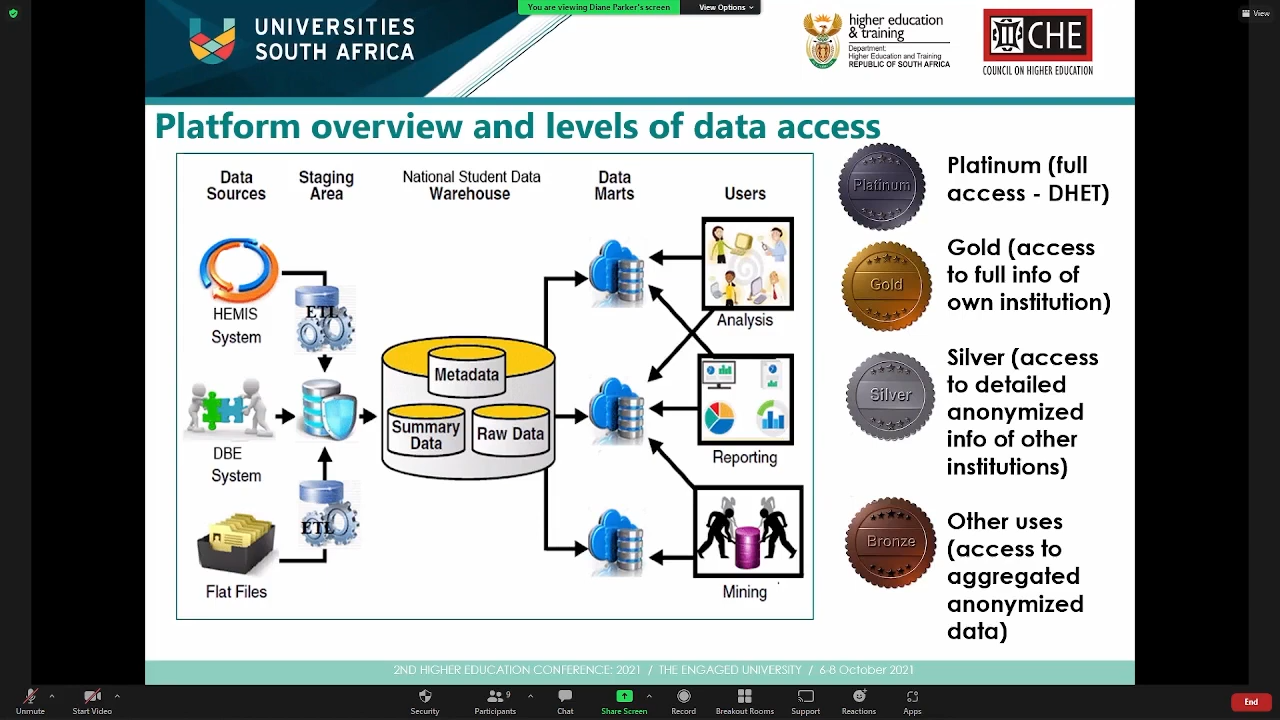 You are viewing Diane Parker's screen
View Options
View
UNIVERSITIES
SOUTH AFRICA
higher education
& training
Department:
Higher Education and Training
REPUBLIC OF SOUTH AFRICA
CHE
COUNCIL ON HIGHER EDUCATION
Platform overview and levels of data access
Data
Sources
Staging
Area
National Student Data
WAREHOUSE
Data
Marts
Users
HEMIS
System
ETL
DBE
System
ETL
Flat Files
Metadata
Summary
Data
Raw Data
Analysis
Reporting
Mining
Platinum
Platinum (full
access - DHET)
Gold
Gold (access
to full info of
own institution)
Silver
Silver (access
to detailed
anonymized
info of other
institutions)
Bronze
Other uses
(access to
aggregated
anonymized
data)
2ND HIGHER EDUCATION CONFERENCE: 2021 / THE ENGAGED UNIVERSITY / 6-8 October 2021
Unmute
Start Video
Security
Participants
9
Chat
Share Screen
Record
Breakout Rooms
Support
Reactions
Apps
End